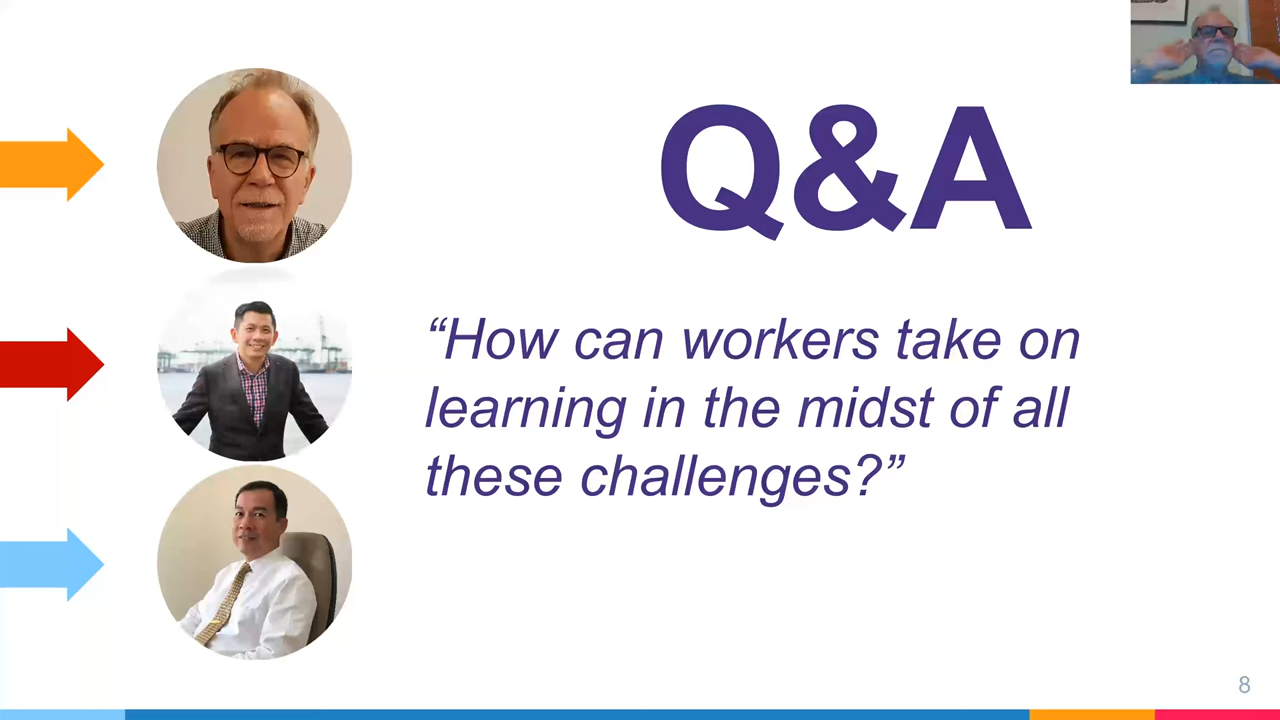 Q&A
“How can workers take on
learning in the midst of all
these challenges?”
8